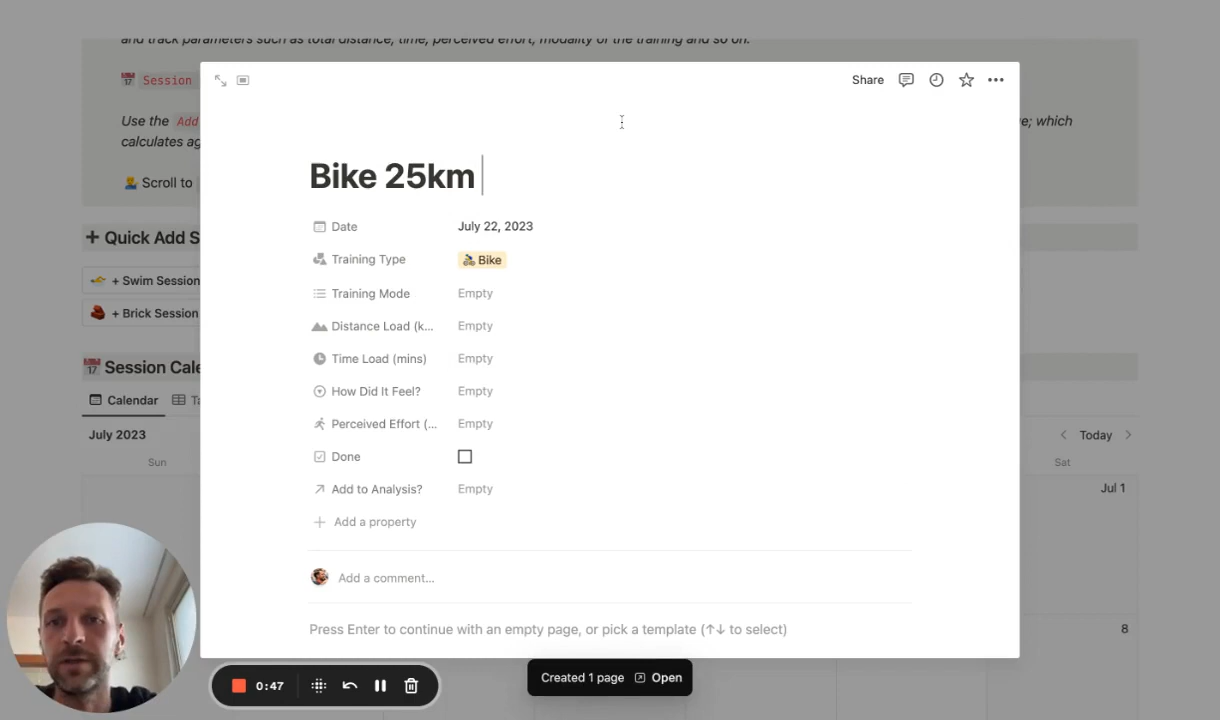 and track parameters such as total distance, time, perceived effort, modality of the training and so on.
Session
Share
Use the Add
e; which
calculates ag
Scroll to
Bike 25km
+ Quick Add S
Date July 22, 2023
Training Type Bike
+ Swim Session
Training Mode Empty
+ Brick Session
Distance Load (k... Empty
Time Load (mins) Empty
Session Cale
How Did It Feel? Empty
Calendar Ta
Perceived Effort (... Empty
July 2023
Today
Done
Sun
Sat
Add to Analysis? Empty
Jul 1
Add a property
Add a comment...
Press Enter to continue with an empty page, or pick a template (↑↓ to select)
8
0:47
Created 1 page Open